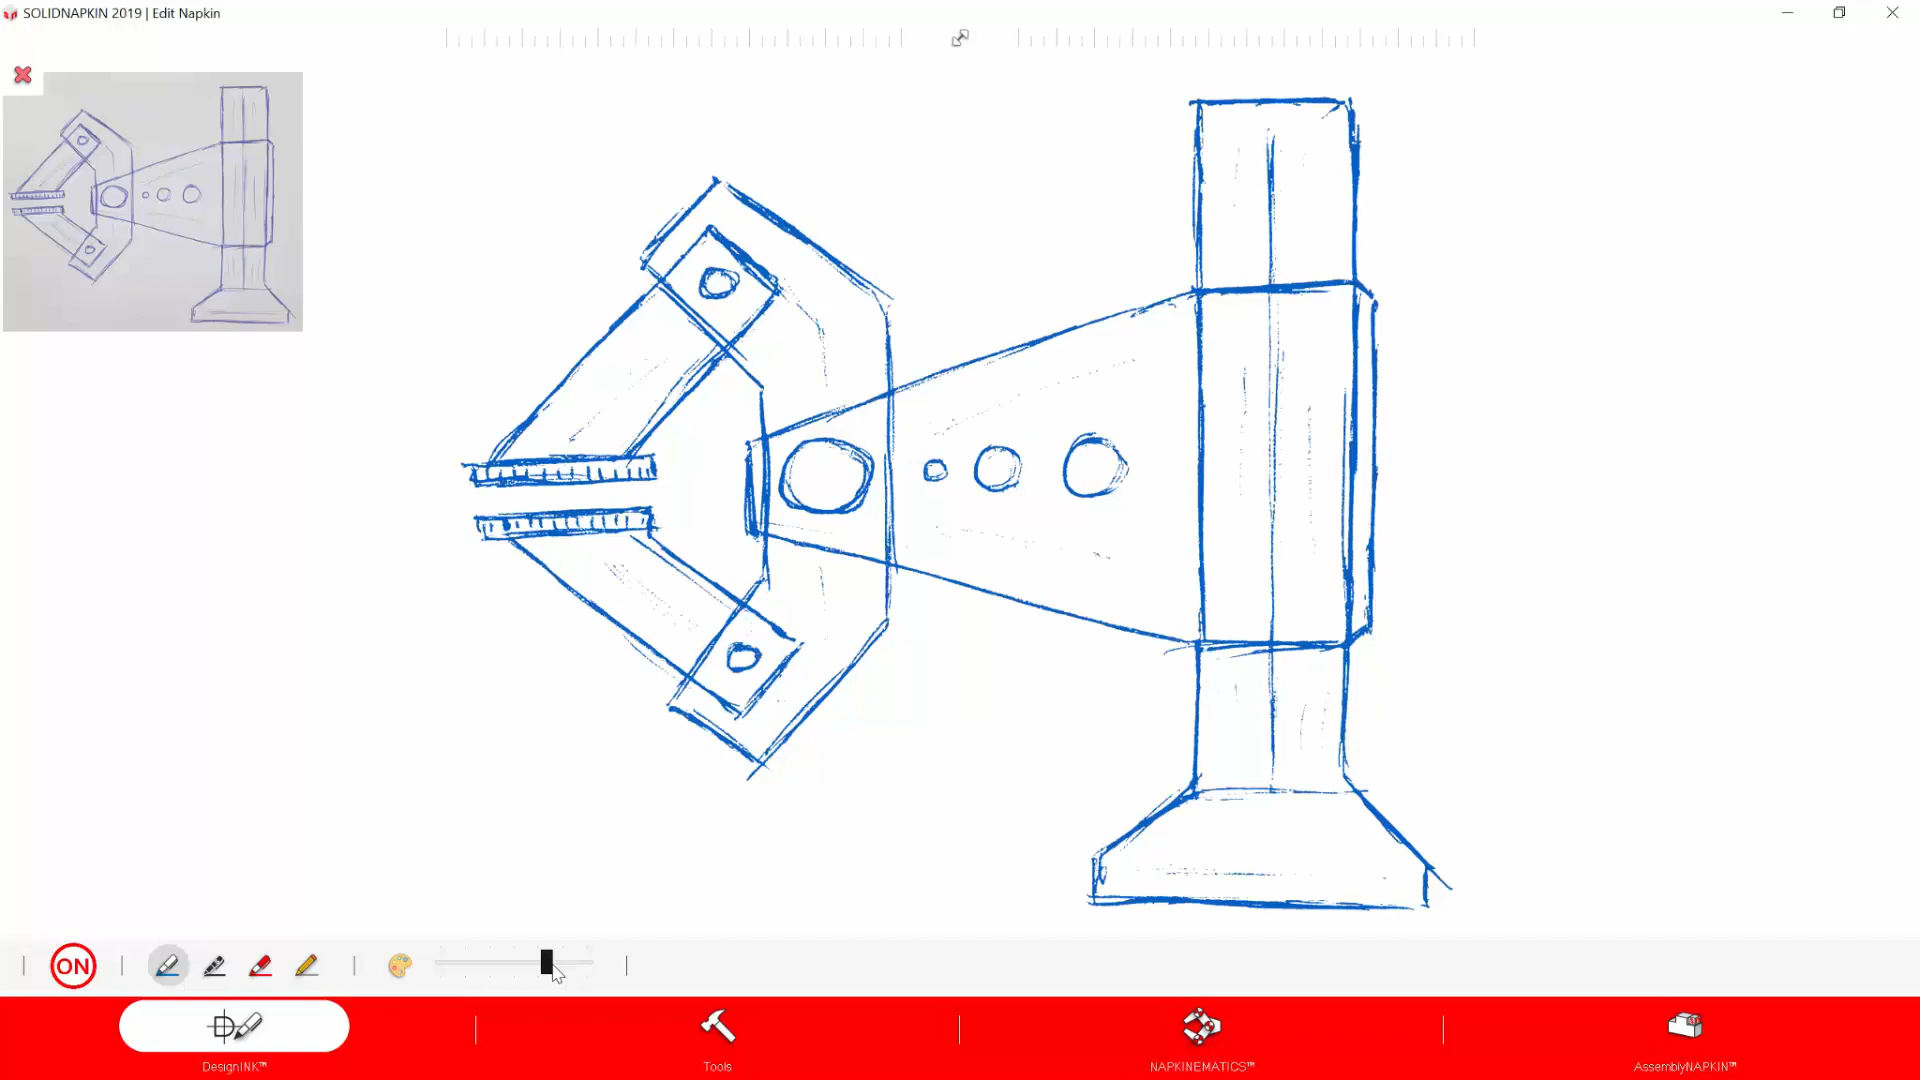 SOLIDNAPKIN 2019 | Edit Napkin
ON
DesignINK™
Tools
NAPKINEMATICS™
AssemblyNAPKIN™